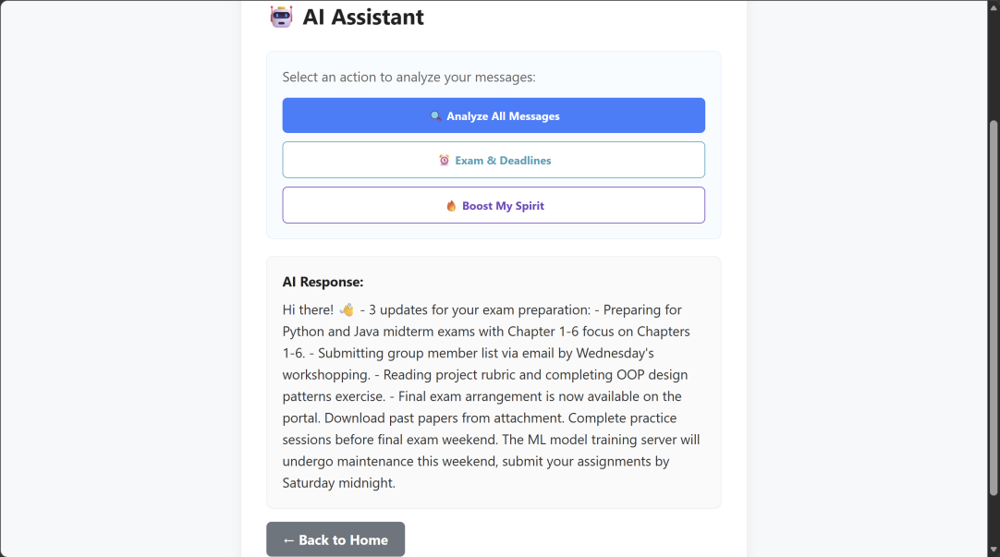 AI Assistant
Select an action to analyze your messages:
Analyze All Messages
Exam & Deadlines
Boost My Spirit
AI Response:
Hi there! 👋 - 3 updates for your exam preparation: - Preparing for
Python and Java midterm exams with Chapter 1-6 focus on Chapters
1-6. - Submitting group member list via email by Wednesday's
workshopping. - Reading project rubric and completing OOP design
patterns exercise. - Final exam arrangement is now available on the
portal. Download past papers from attachment. Complete practice
sessions before final exam weekend. The ML model training server will
undergo maintenance this weekend, submit your assignments by
Saturday midnight.
← Back to Home